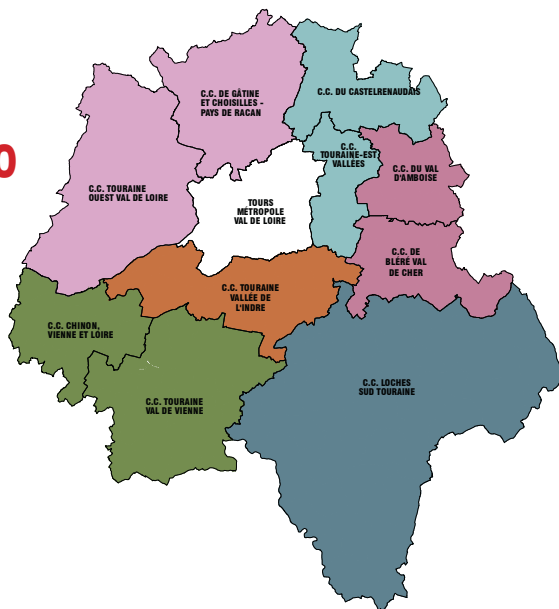 C.C. DE GÂTINE
ET CHOISILLES -
PAYS DE RACAN
C.C. DU CASTELRENAUDAIS
C.C.
TOURAINE-EST
VALLÉES
C.C. DU VAL
D'AMBOISE
0
C.C. TOURAINE
OUEST VAL DE LOIRE
TOURS
MÉTROPOLE
VAL DE LOIRE
C.C. DE
BLÉRÉ VAL
DE CHER
C.C. TOURAINE
VALLÉE DE
L'INDRE
C.C. CHINON,
VIENNE ET LOIRE
C.C. LOCHES
SUD TOURAINE
C.C. TOURAINE
VAL DE VIENNE